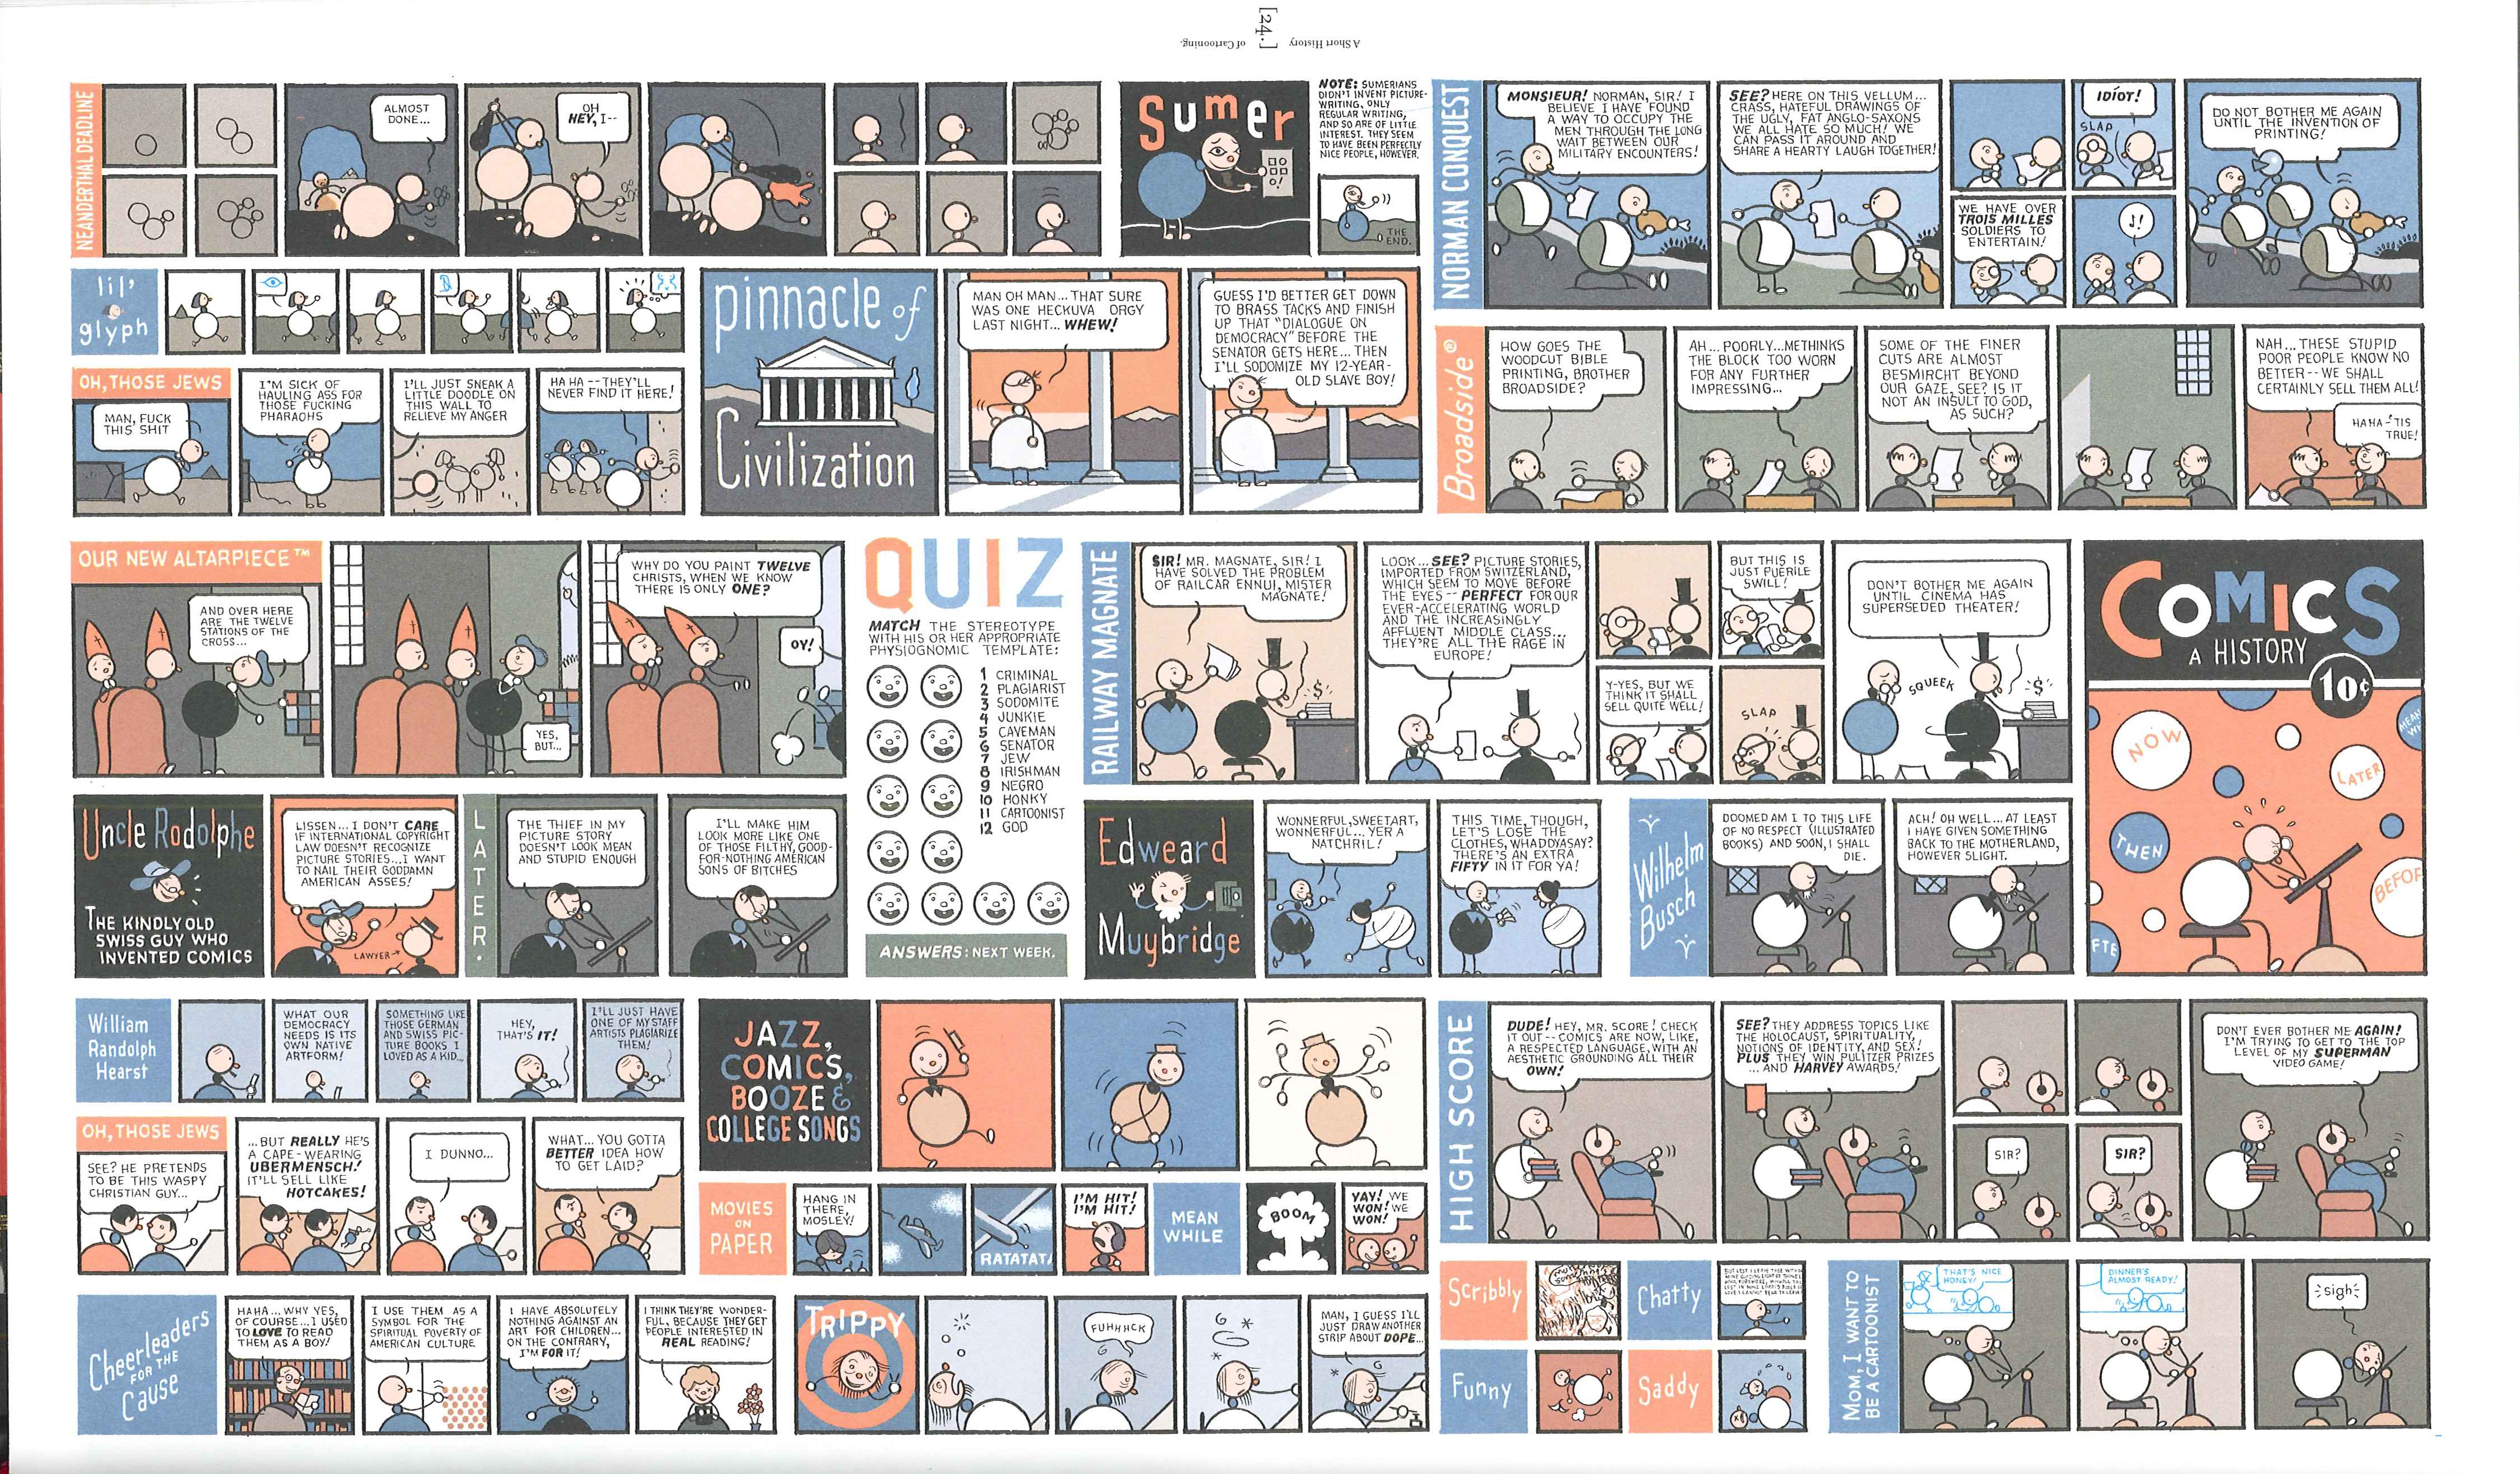 [24.]
A Short History
of Cartooning.
NEANDERTHAL DEADLINE
ALMOST
DONE...
OH
HEY, I--
Sumer
NOTE: SUMERIANS
DIDN'T INVENT PICTURE-
WRITING, ONLY
REGULAR WRITING,
AND SO ARE OF LITTLE
INTEREST. THEY SEEM
TO HAVE BEEN PERFECTLY
NICE PEOPLE, HOWEVER.
THE
END.
NORMAN CONQUEST
MONSIEUR! NORMAN, SIR! I
BELIEVE I HAVE FOUND
A WAY TO OCCUPY THE
MEN THROUGH THE LONG
WAIT BETWEEN OUR
MILITARY ENCOUNTERS!
SEE? HERE ON THIS VELLUM...
CRASS, HATEFUL DRAWINGS OF
THE UGLY, FAT ANGLO-SAXONS
WE ALL HATE SO MUCH! WE
CAN PASS IT AROUND AND
SHARE A HEARTY LAUGH TOGETHER!
IDíOT!
SLAP
WE HAVE OVER
TROIS MILLES
SOLDIERS TO
ENTERTAIN!
♪!
DO NOT BOTHER ME AGAIN
UNTIL THE INVENTION OF
PRINTING!
lil'
glyph
OH, THOSE JEWS
MAN, FUCK
THIS SHIT
I'M SICK OF
HAULING ASS FOR
THOSE FUCKING
PHARAOHS
I'LL JUST SNEAK A
LITTLE DOODLE ON
THIS WALL TO
RELIEVE MY ANGER
HA HA -- THEY'LL
NEVER FIND IT HERE!
pinnacle of
Civilization
MAN OH MAN... THAT SURE
WAS ONE HECKUVA ORGY
LAST NIGHT... WHEW!
GUESS I'D BETTER GET DOWN
TO BRASS TACKS AND FINISH
UP THAT "DIALOGUE ON
DEMOCRACY" BEFORE THE
SENATOR GETS HERE... THEN
I'LL SODOMIZE MY 12-YEAR-
OLD SLAVE BOY!
Broadside®
HOW GOES THE
WOODCUT BIBLE
PRINTING, BROTHER
BROADSIDE?
AH... POORLY...METHINKS
THE BLOCK TOO WORN
FOR ANY FURTHER
IMPRESSING...
SOME OF THE FINER
CUTS ARE ALMOST
BESMIRCHT BEYOND
OUR GAZE, SEE? IS IT
NOT AN INSULT TO GOD,
AS SUCH?
NAH... THESE STUPID
POOR PEOPLE KNOW NO
BETTER -- WE SHALL
CERTAINLY SELL THEM ALL!
HAHA-'TIS
TRUE!
OUR NEW ALTARPIECE™
AND OVER HERE
ARE THE TWELVE
STATIONS OF THE
CROSS...
YES,
BUT...
WHY DO YOU PAINT TWELVE
CHRISTS, WHEN WE KNOW
THERE IS ONLY ONE?
OY!
QUIZ
MATCH THE STEREOTYPE
WITH HIS OR HER APPROPRIATE
PHYSIOGNOMIC TEMPLATE:
1 CRIMINAL
2 PLAGIARIST
3 SODOMITE
4 JUNKIE
5 CAVEMAN
6 SENATOR
7 JEW
8 IRISHMAN
9 NEGRO
10 HONKY
11 CARTOONIST
12 GOD
ANSWERS: NEXT WEEK.
RAILWAY MAGNATE
SIR! MR. MAGNATE, SIR! I
HAVE SOLVED THE PROBLEM
OF RAILCAR ENNUI, MISTER
MAGNATE!
$
LOOK... SEE? PICTURE STORIES,
IMPORTED FROM SWITZERLAND,
WHICH SEEM TO MOVE BEFORE
THE EYES -- PERFECT FOR OUR
EVER-ACCELERATING WORLD
AND THE INCREASINGLY
AFFLUENT MIDDLE CLASS...
THEY'RE ALL THE RAGE IN
EUROPE!
BUT THIS IS
JUST PUERILE
SWILL!
Y-YES, BUT WE
THINK IT SHALL
SELL QUITE WELL!
SLAP
DON'T BOTHER ME AGAIN
UNTIL CINEMA HAS
SUPERSEDED THEATER!
SQUEEK
$
COMICS
A HISTORY
10¢
NOW
MEAN
WH
LATER
THEN
BEFOR
FTE
Uncle Rodolphe
THE KINDLY OLD
SWISS GUY WHO
INVENTED COMICS
LISSEN... I DON'T CARE
IF INTERNATIONAL COPYRIGHT
LAW DOESN'T RECOGNIZE
PICTURE STORIES...I WANT
TO NAIL THEIR GODDAMN
AMERICAN ASSES!
LAWYER→
LATER.
THE THIEF IN MY
PICTURE STORY
DOESN'T LOOK MEAN
AND STUPID ENOUGH
I'LL MAKE HIM
LOOK MORE LIKE ONE
OF THOSE FILTHY, GOOD-
FOR-NOTHING AMERICAN
SONS OF BITCHES
Edweard
Muybridge
WONNERFUL, SWEETART,
WONNERFUL... YER A
NATCHRIL!
THIS TIME, THOUGH,
LET'S LOSE THE
CLOTHES, WHADDYASAY?
THERE'S AN EXTRA
FIFTY IN IT FOR YA!
Wilhelm
Busch
DOOMED AM I TO THIS LIFE
OF NO RESPECT (ILLUSTRATED
BOOKS) AND SOON, I SHALL
DIE.
ACH! OH WELL... AT LEAST
I HAVE GIVEN SOMETHING
BACK TO THE MOTHERLAND,
HOWEVER SLIGHT.
William
Randolph
Hearst
WHAT OUR
DEMOCRACY
NEEDS IS ITS
OWN NATIVE
ARTFORM!
SOMETHING LIKE
THOSE GERMAN
AND SWISS PIC-
TURE BOOKS I
LOVED AS A KID...
HEY,
THAT'S IT!
I'LL JUST HAVE
ONE OF MY STAFF
ARTISTS PLAGIARIZE
THEM!
OH, THOSE JEWS
SEE? HE PRETENDS
TO BE THIS WASPY
CHRISTIAN GUY...
...BUT REALLY HE'S
A CAPE-WEARING
UBERMENSCH!
IT'LL SELL LIKE
HOTCAKES!
I DUNNO...
WHAT... YOU GOTTA
BETTER IDEA HOW
TO GET LAID?
JAZZ,
COMICS,
BOOZE &
COLLEGE SONGS
MOVIES
ON
PAPER
HANG IN
THERE,
MOSLEY!
RATATATA
I'M HIT!
I'M HIT!
MEAN
WHILE
BOOM
YAY! WE
WON! WE
WON!
HIGH SCORE
DUDE! HEY, MR. SCORE! CHECK
IT OUT -- COMICS ARE NOW, LIKE,
A RESPECTED LANGUAGE, WITH AN
AESTHETIC GROUNDING ALL THEIR
OWN!
SEE? THEY ADDRESS TOPICS LIKE
THE HOLOCAUST, SPIRITUALITY,
NOTIONS OF IDENTITY, AND SEX!
PLUS THEY WIN PULITZER PRIZES
...AND HARVEY AWARDS!
SIR?
SIR?
DON'T EVER BOTHER ME AGAIN!
I'M TRYING TO GET TO THE TOP
LEVEL OF MY SUPERMAN
VIDEO GAME!
Cheerleaders
FOR THE
Cause
HAHA... WHY YES,
OF COURSE... I USED
TO LOVE TO READ
THEM AS A BOY!
I USE THEM AS A
SYMBOL FOR THE
SPIRITUAL POVERTY OF
AMERICAN CULTURE
I HAVE ABSOLUTELY
NOTHING AGAINST AN
ART FOR CHILDREN...
ON THE CONTRARY,
I'M FOR IT!
I THINK THEY'RE WONDER-
FUL, BECAUSE THEY GET
PEOPLE INTERESTED IN
REAL READING!
TRIPPY
FUHHHCK
MAN, I GUESS I'LL
JUST DRAW ANOTHER
STRIP ABOUT DOPE...
Scribbly
Chatty
Funny
Saddy
MOM, I WANT TO
BE A CARTOONIST
THAT'S NICE
HONEY!
DINNER'S
ALMOST READY!
sigh